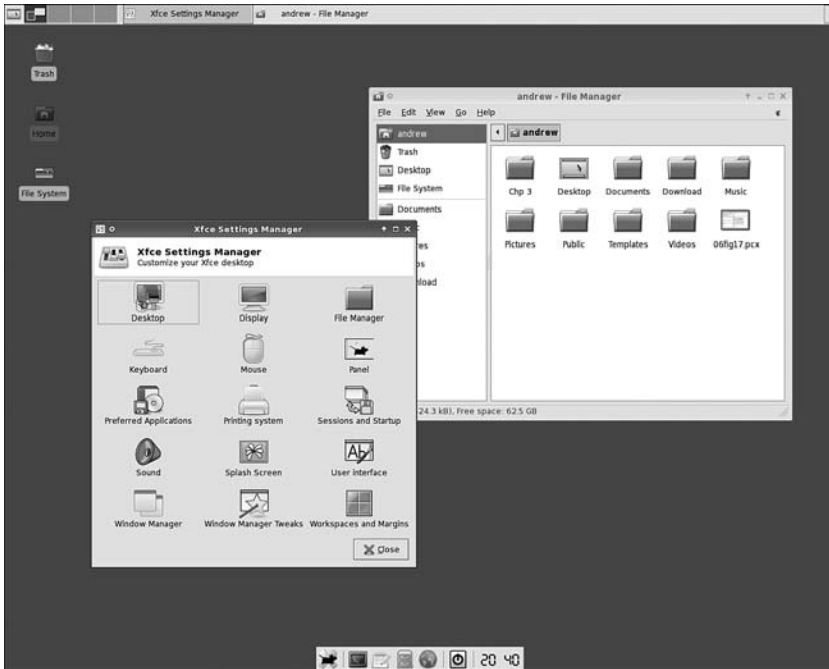 Xfce Settings Manager
andrew - File Manager
Trash
Home
File System
andrew - File Manager
File Edit View Go Help
andrew
Trash
Desktop
File System
Documents
andrew
Chp 3
Desktop
Documents
Download
Music
Pictures
Public
Templates
Videos
06fig17.pcx
24.3 kB), Free space: 62.5 GB
Xfce Settings Manager
Xfce Settings Manager
Customize your Xfce desktop
Desktop
Display
File Manager
Keyboard
Mouse
Panel
Preferred Applications
Printing system
Sessions and Startup
Sound
Splash Screen
User interface
Window Manager
Window Manager Tweaks
Workspaces and Margins
Close
20 40